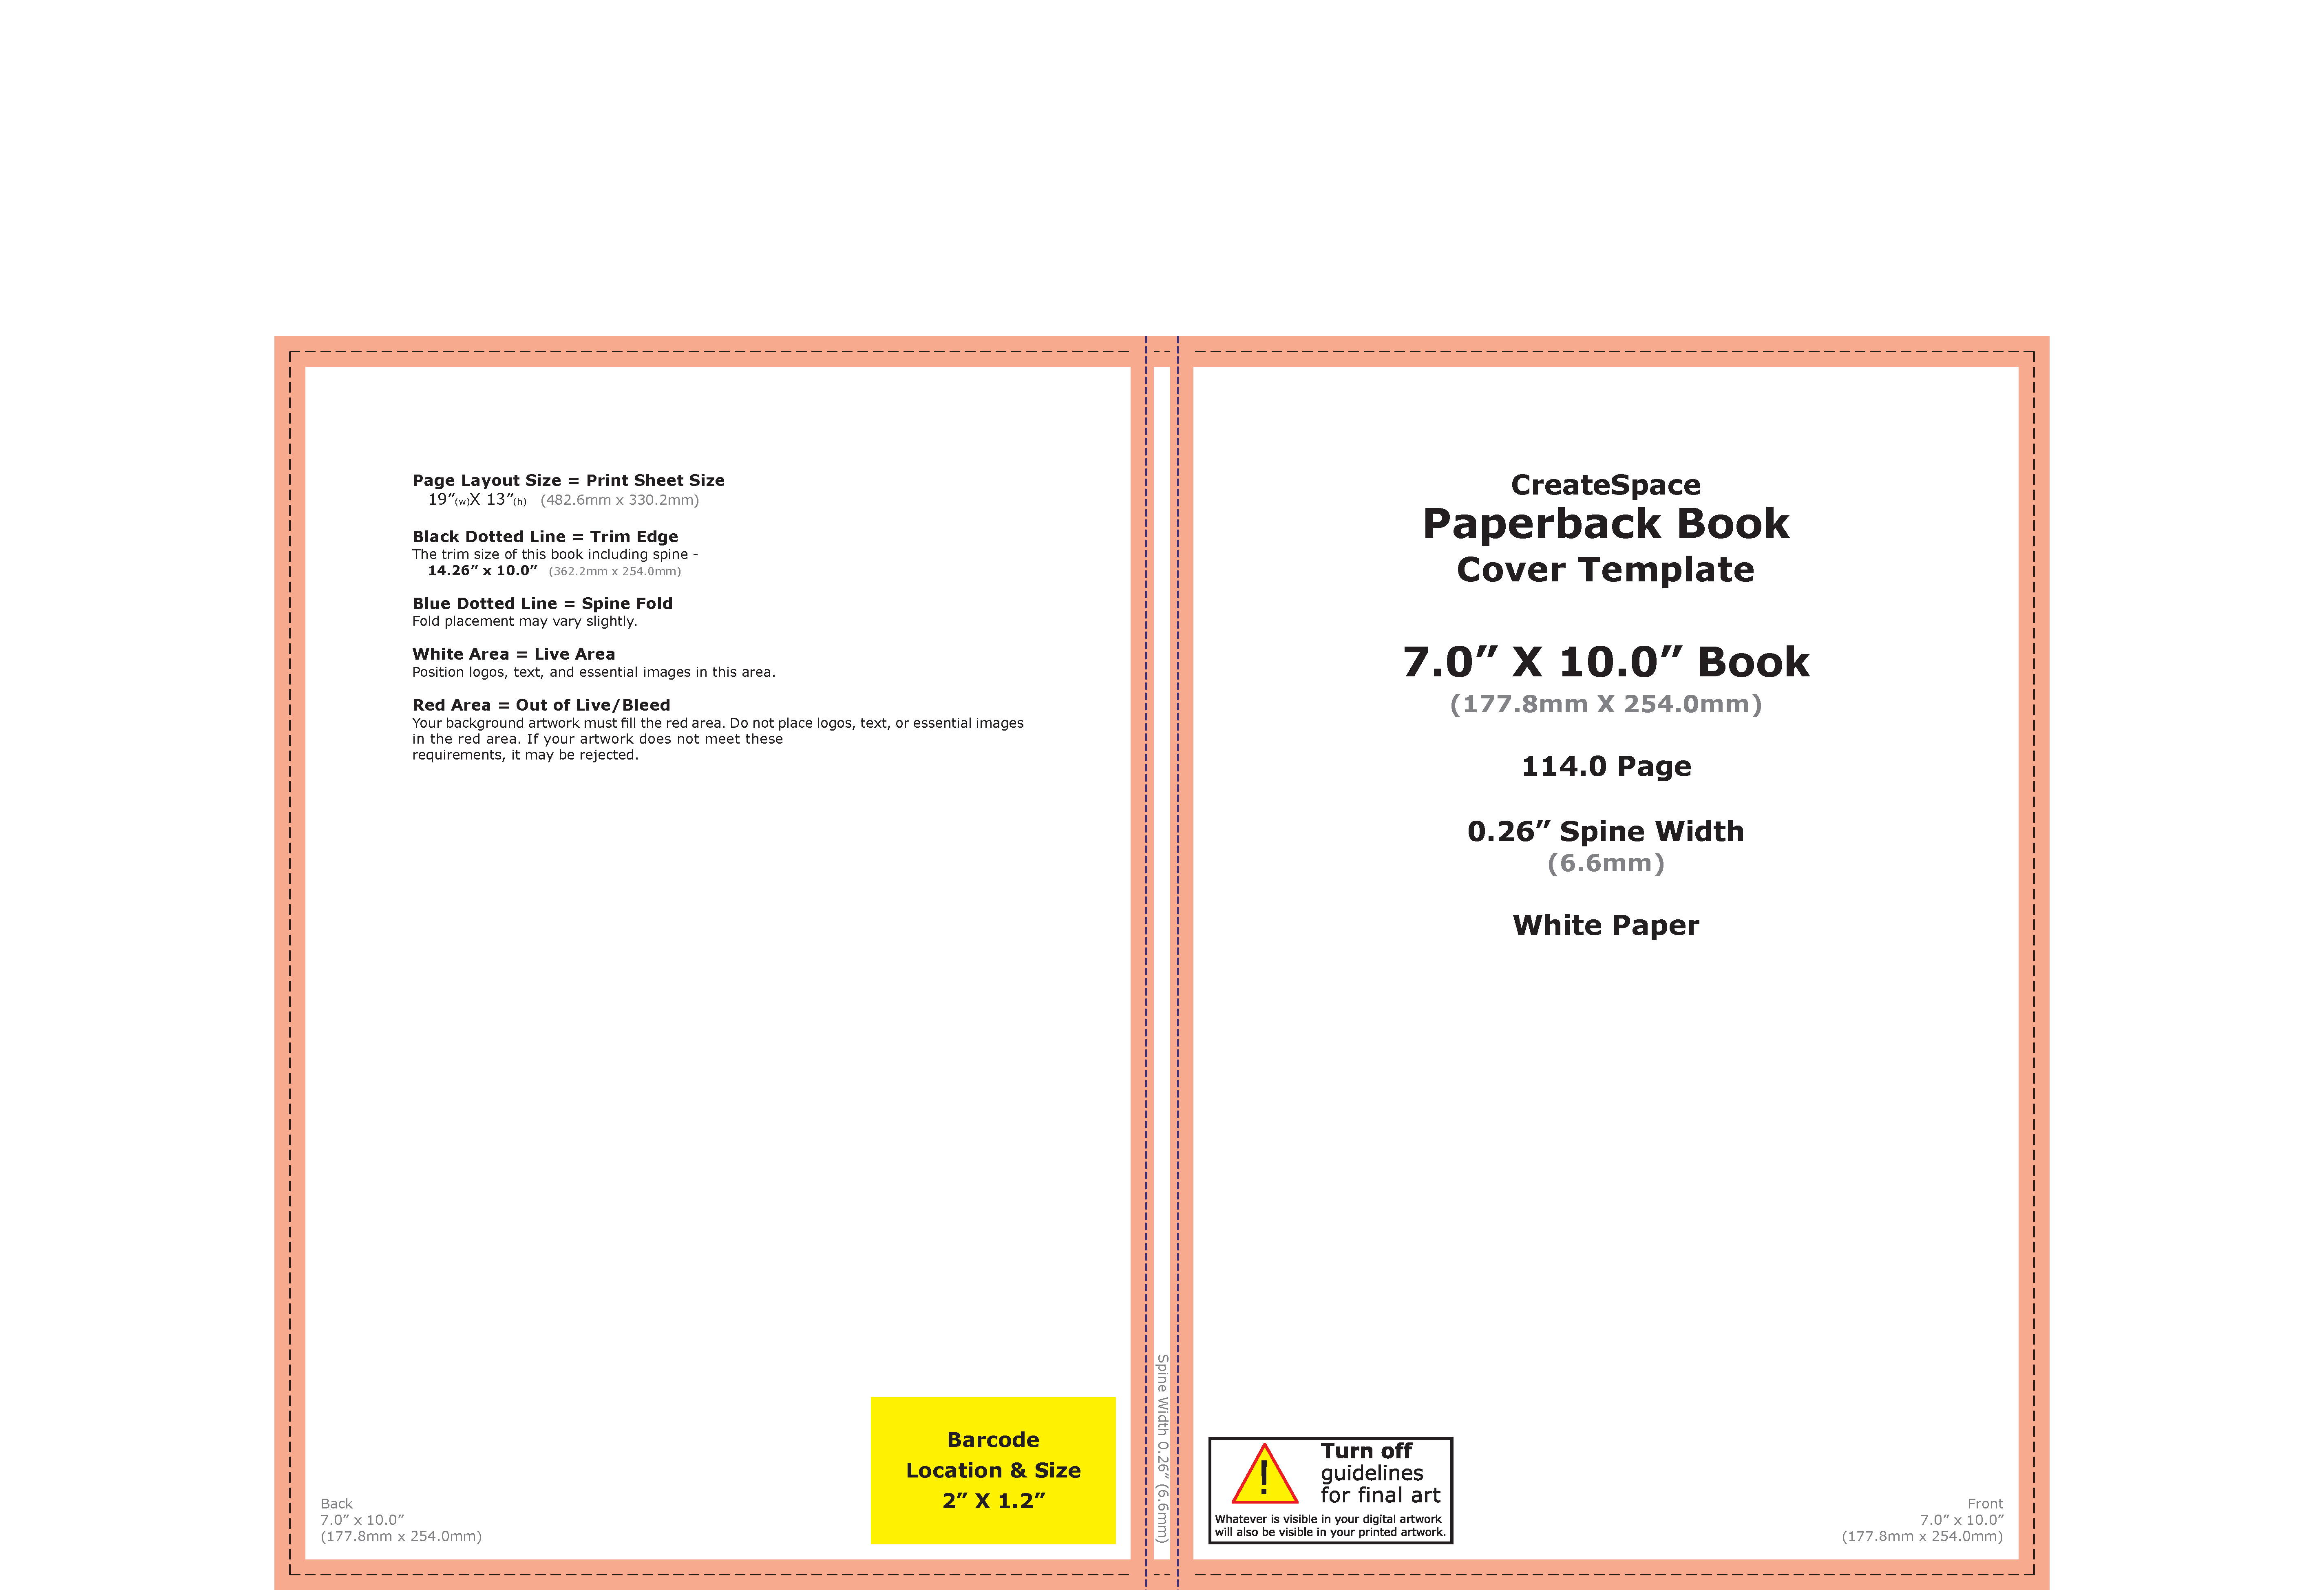 Page Layout Size = Print Sheet Size
19”(w)X 13”(h) (482.6mm x 330.2mm)
Black Dotted Line = Trim Edge
The trim size of this book including spine -
14.26” x 10.0” (362.2mm x 254.0mm)
Blue Dotted Line = Spine Fold
Fold placement may vary slightly.
White Area = Live Area
Position logos, text, and essential images in this area.
Red Area = Out of Live/Bleed
Your background artwork must fill the red area. Do not place logos, text, or essential images
in the red area. If your artwork does not meet these
requirements, it may be rejected.
Barcode
Location & Size
2” X 1.2”
Back
7.0” x 10.0”
(177.8mm x 254.0mm)
Spine Width 0.26” (6.6mm)
CreateSpace
Paperback Book
Cover Template
7.0” X 10.0” Book
(177.8mm X 254.0mm)
114.0 Page
0.26” Spine Width
(6.6mm)
White Paper
!
Turn off
guidelines
for final art
Whatever is visible in your digital artwork
will also be visible in your printed artwork.
Front
7.0” x 10.0”
(177.8mm x 254.0mm)